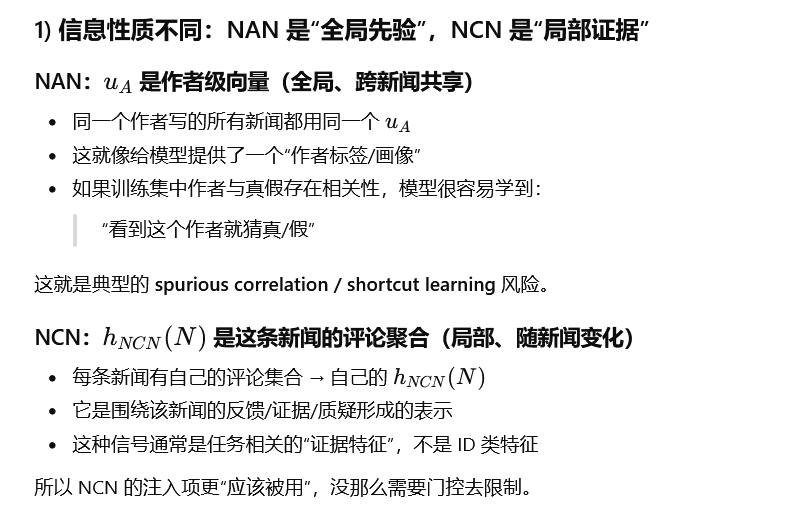 1) 信息性质不同：NAN 是“全局先验”，NCN 是“局部证据”
NAN：u_A 是作者级向量（全局、跨新闻共享）
• 同一个作者写的所有新闻都用同一个 u_A
• 这就像给模型提供了一个“作者标签/画像”
• 如果训练集中作者与真假存在相关性，模型很容易学到：
“看到这个作者就猜真/假”
这就是典型的 spurious correlation / shortcut learning 风险。
NCN：h_{NCN}(N) 是这条新闻的评论聚合（局部、随新闻变化）
• 每条新闻有自己的评论集合 → 自己的 h_{NCN}(N)
• 它是围绕该新闻的反馈/证据/质疑形成的表示
• 这种信号通常是任务相关的“证据特征”，不是 ID 类特征
所以 NCN 的注入项更“应该被用”，没那么需要门控去限制。